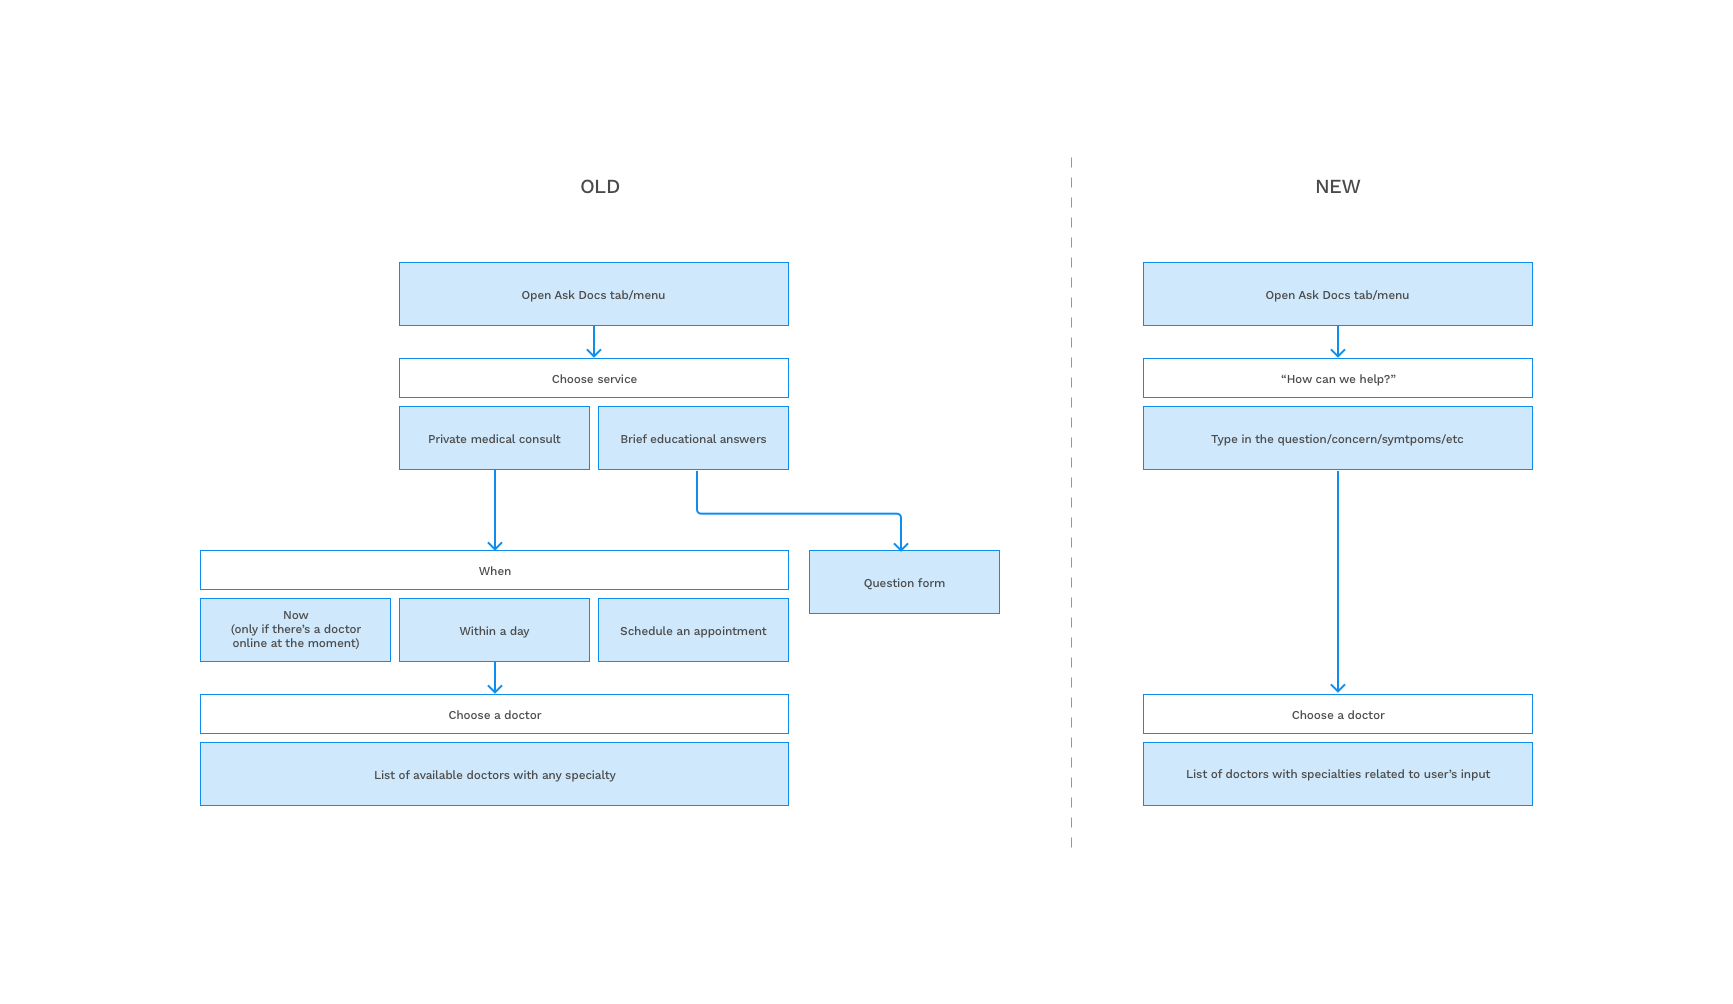 OLD
Open Ask Docs tab/menu
Choose service
Private medical consult
Brief educational answers
When
Question form
Now
(only if there's a doctor
online at the moment)
Within a day
Schedule an appointment
Choose a doctor
List of available doctors with any specialty
NEW
Open Ask Docs tab/menu
“How can we help?”
Type in the question/concern/symtpoms/etc
Choose a doctor
List of doctors with specialties related to user's input